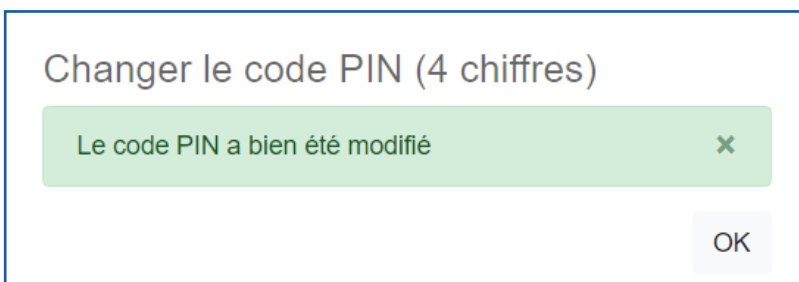 Changer le code PIN (4 chiffres)
Le code PIN a bien été modifié ×
OK